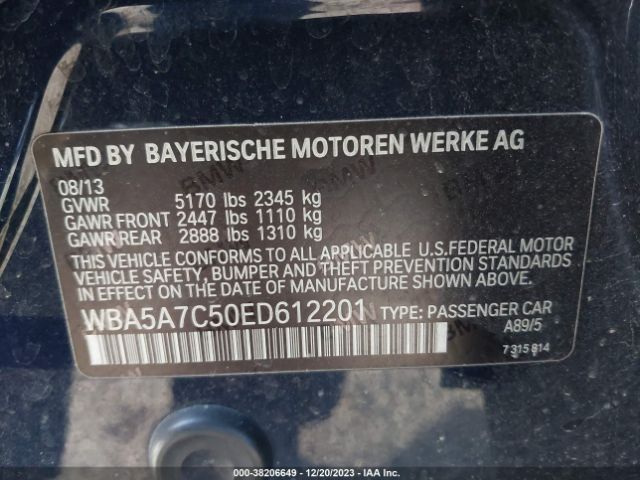 MFD BY BAYERISCHE MOTOREN WERKE AG
08/13
GVWR 5170 lbs 2345 kg
GAWR FRONT 2447 lbs 1110 kg
GAWR REAR 2888 lbs 1310 kg
THIS VEHICLE CONFORMS TO ALL APPLICABLE U.S.FEDERAL MOTOR
VEHICLE SAFETY, BUMPER AND THEFT PREVENTION
STANDARDS IN EFFECT ON THE DATE OF MANUFACTURE SHOWN ABOVE.
WBA5A7C50ED612201 TYPE: PASSENGER CAR
A89/5
7315814
000-38206649 - 12/20/2023 - IAA Inc.